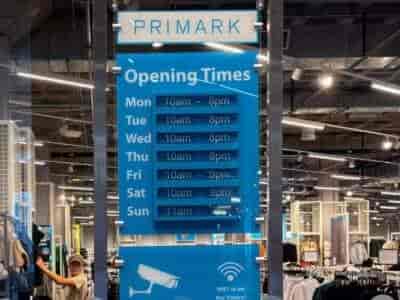 PRIMARK
Opening Times
Mon 10am - 8pm
Tue 10am 8pm
Wed 10am 8pm
Thu 10am 8pm
Fri 10am 8pm
Sat 10am 8pm
Sun 11am